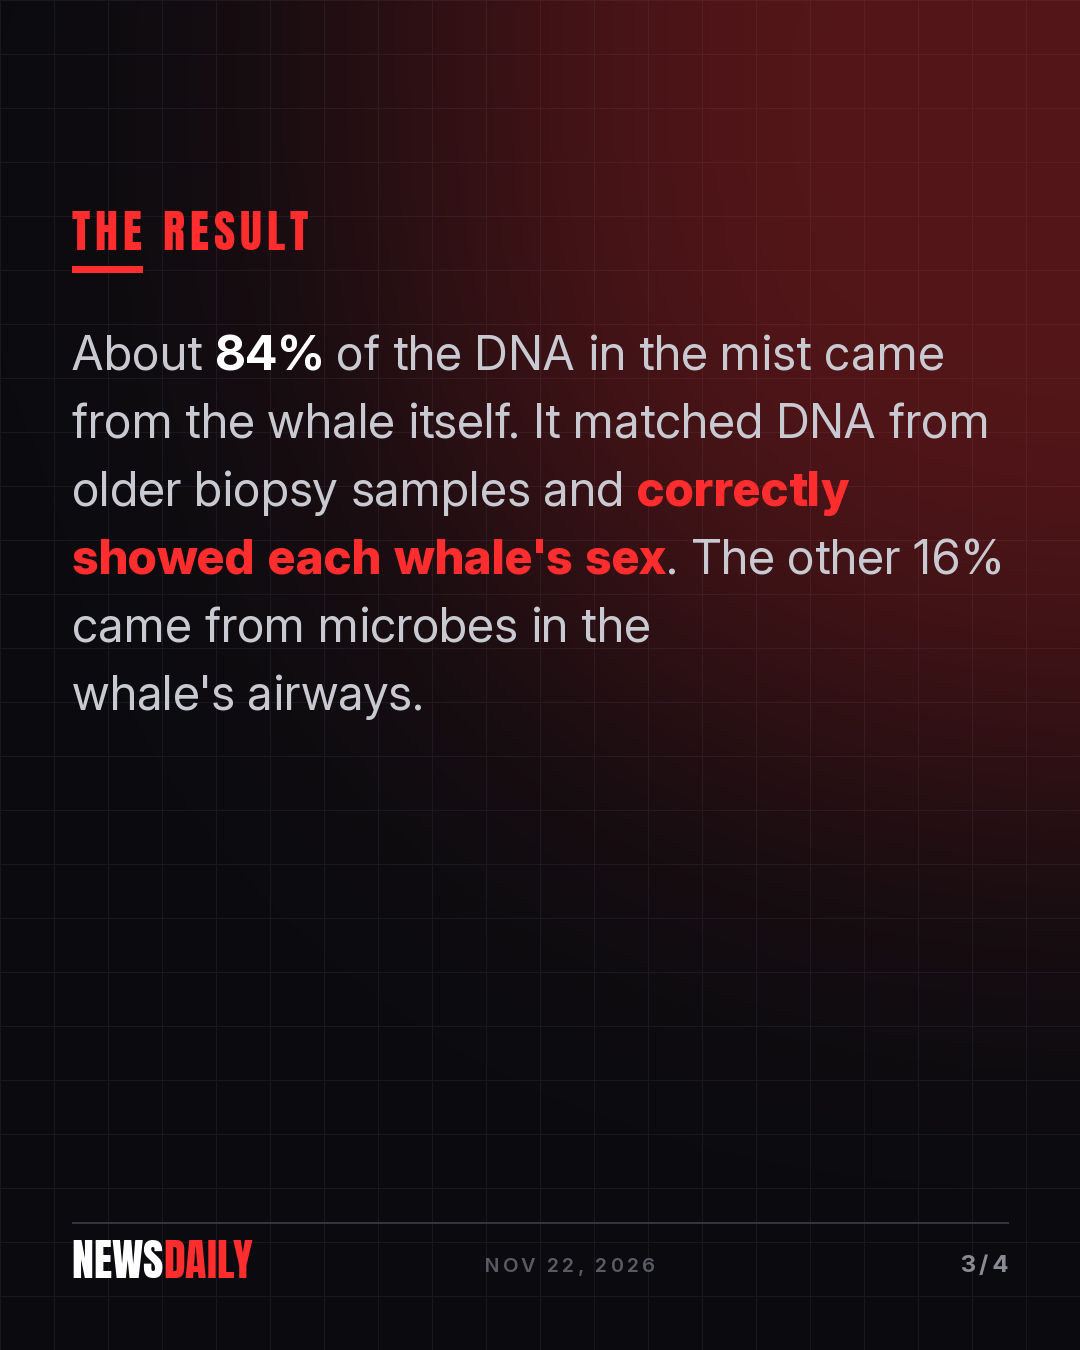 THE RESULT
About 84% of the DNA in the mist came
from the whale itself. It matched DNA from
older biopsy samples and correctly
showed each whale's sex. The other 16%
came from microbes in the
whale's airways.
NEWSDAILY
NOV 22, 2026
3/4